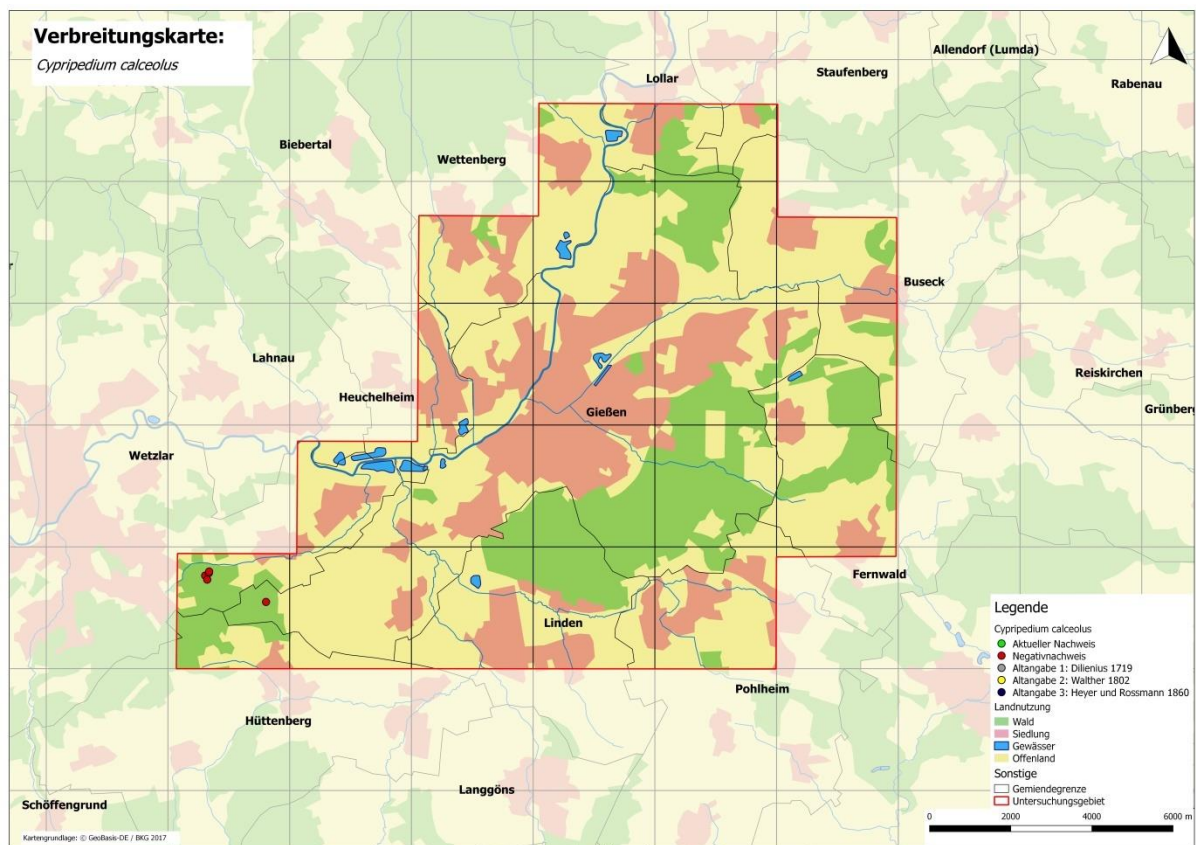 Verbreitungskarte:
Cypripedium calceolus
Allendorf (Lumda)
Staufenberg
Lollar
Rabenau
Biebertal
Wettenberg
Buseck
Lahnau
Reiskirchen
Heuchelheim
Grünberg
Gießen
Wetzlar
Fernwald
Linden
Pohlheim
Hüttenberg
Langgöns
Schöffengrund
Legende
Cypripedium calceolus
Aktueller Nachweis
Negativnachweis
Altangabe 1: Dillenius 1719
Altangabe 2: Walther 1802
Altangabe 3: Heyer und Rossmann 1860
Landnutzung
Wald
Siedlung
Gewässer
Offenland
Sonstige
Gemiendegrenze
Untersuchungsgebiet
0 2000 4000 6000 m
Kartengrundlage: © GeoBasis-DE / BKG 2017